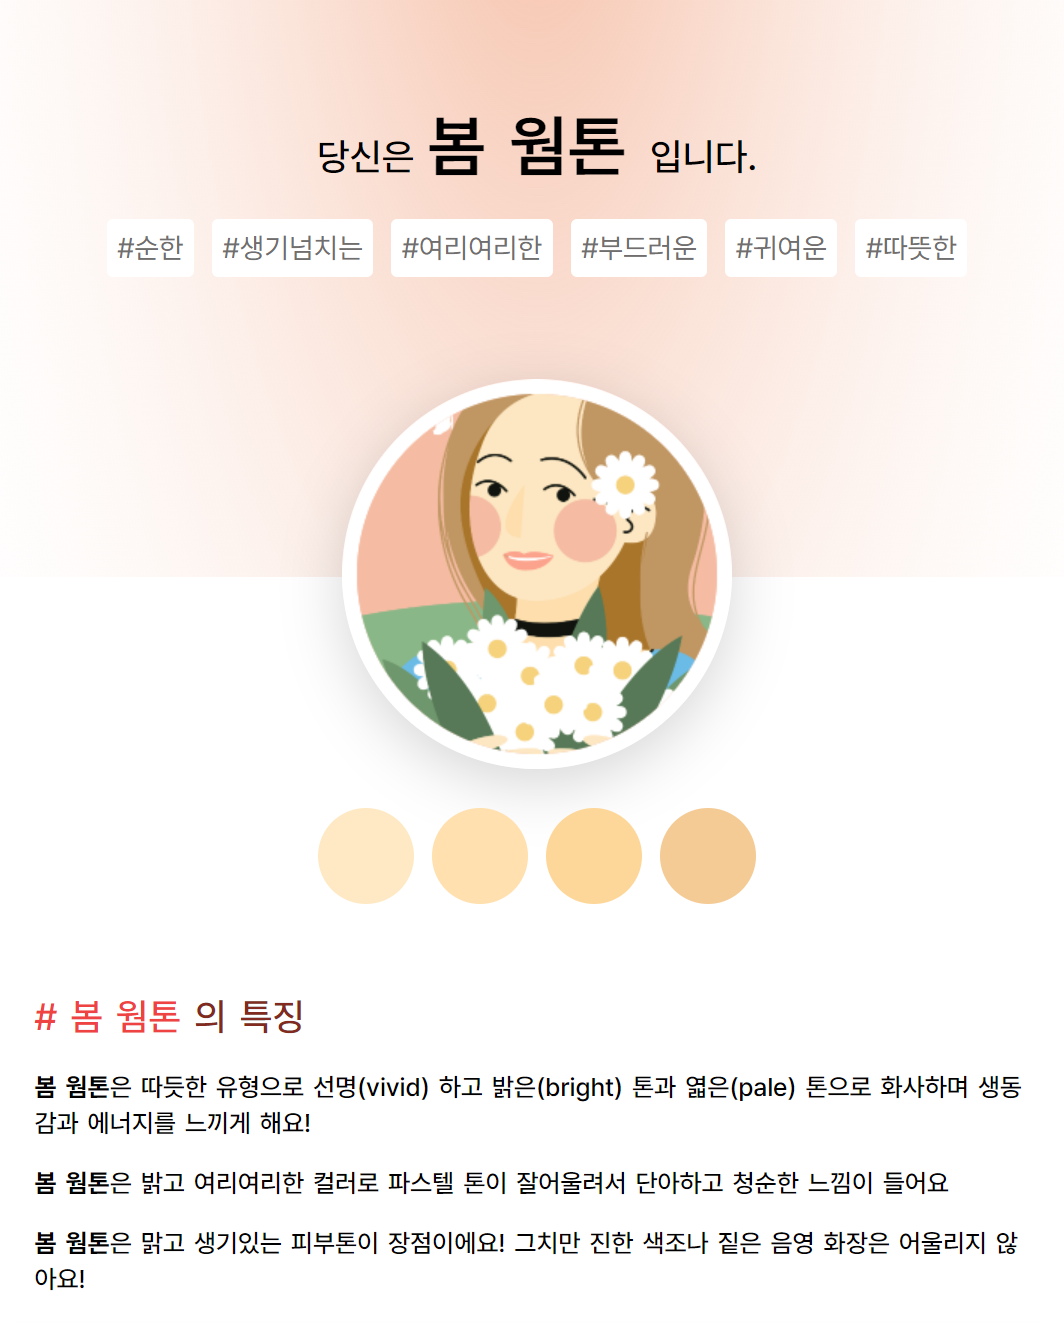 당신은 봄 웜톤 입니다.
#순한 #생기넘치는 #여리여리한 #부드러운 #귀여운 #따뜻한
# 봄 웜톤 의 특징
봄 웜톤은 따듯한 유형으로 선명(vivid) 하고 밝은(bright) 톤과 엷은(pale) 톤으로 화사하며 생동
감과 에너지를 느끼게 해요!
봄 웜톤은 밝고 여리여리한 컬러로 파스텔 톤이 잘어울려서 단아하고 청순한 느낌이 들어요
봄 웜톤은 맑고 생기있는 피부톤이 장점이에요! 그치만 진한 색조나 짙은 음영 화장은 어울리지 않
아요!